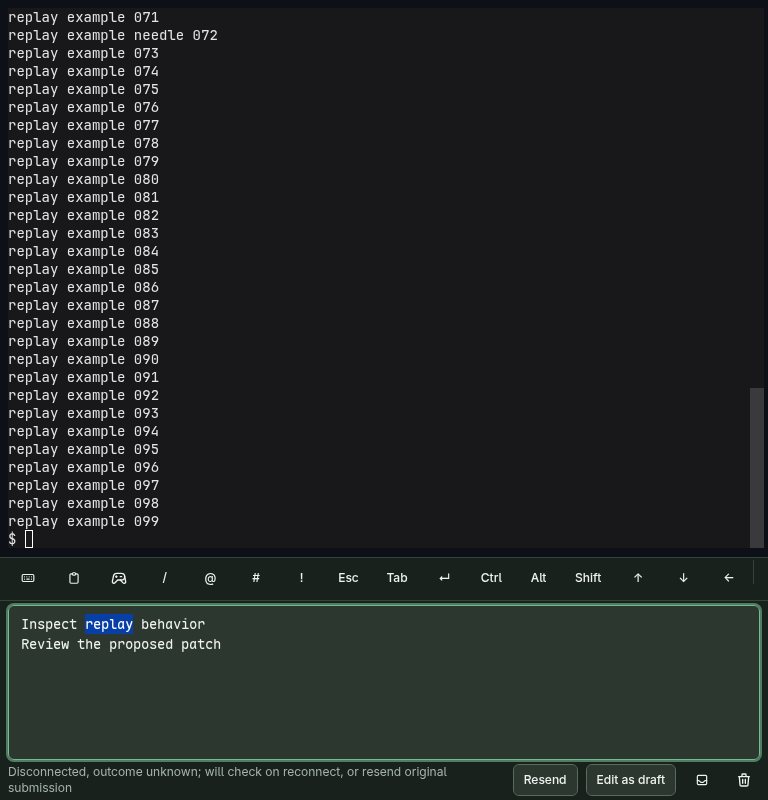 replay example 071
replay example needle 072
replay example 073
replay example 074
replay example 075
replay example 076
replay example 077
replay example 078
replay example 079
replay example 080
replay example 081
replay example 082
replay example 083
replay example 084
replay example 085
replay example 086
replay example 087
replay example 088
replay example 089
replay example 090
replay example 091
replay example 092
replay example 093
replay example 094
replay example 095
replay example 096
replay example 097
replay example 098
replay example 099
$
/ @ # ! Esc Tab ↵ Ctrl Alt Shift ↑ ↓ ←
Inspect replay behavior
Review the proposed patch
Disconnected, outcome unknown; will check on reconnect, or resend original
submission
Resend
Edit as draft